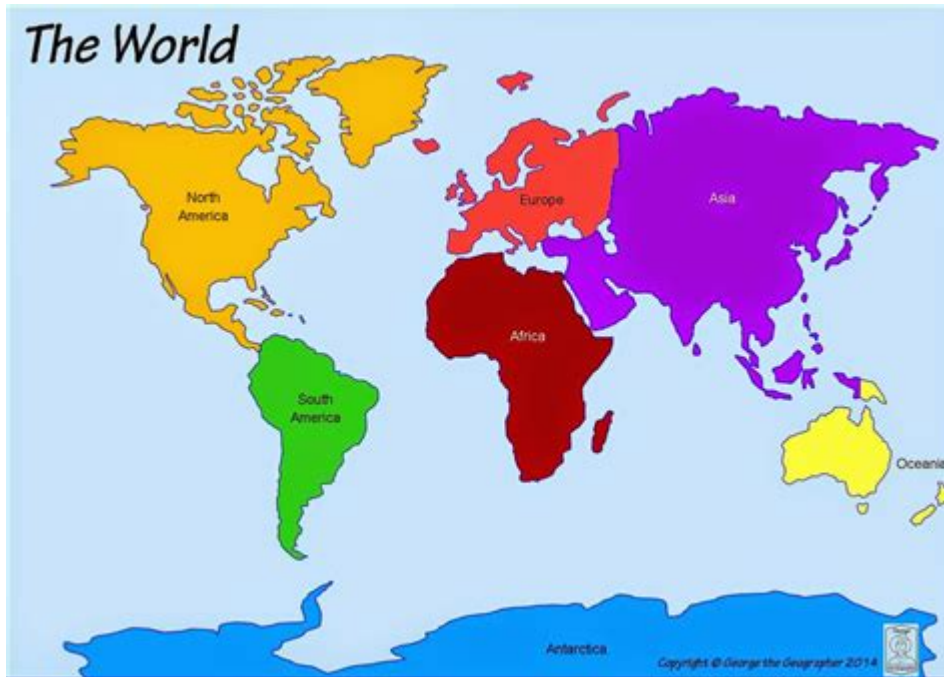 The World
North
America
Europe
Asia
Africa
South
America
Oceania
Antarctica
Copyright © George the Geographer 2014